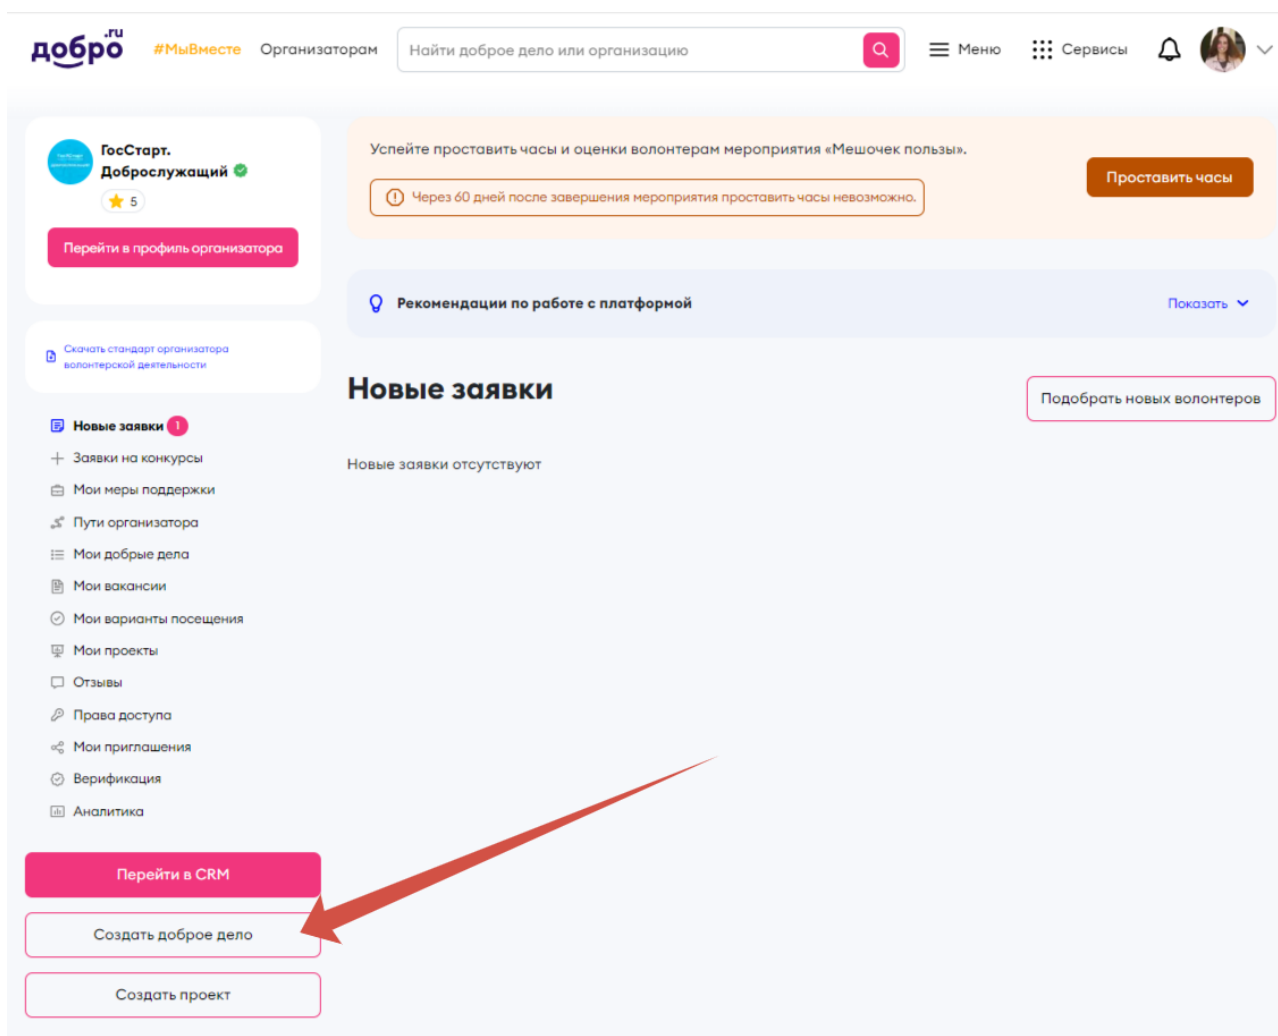 добро.ru
#МыВместе
Организаторам
Найти доброе дело или организацию
Меню
Сервисы
ГосСтарт.
Доброслужащий
5
Перейти в профиль организатора
Успейте проставить часы и оценки волонтерам мероприятия «Мешочек пользы».
Через 60 дней после завершения мероприятия проставить часы невозможно.
Проставить часы
Рекомендации по работе с платформой
Показать
Скачать стандарт организатора
волонтерской деятельности
Новые заявки
Подобрать новых волонтеров
Новые заявки отсутствуют
Новые заявки 1
Заявки на конкурсы
Мои меры поддержки
Пути организатора
Мои добрые дела
Мои вакансии
Мои варианты посещения
Мои проекты
Отзывы
Права доступа
Мои приглашения
Верификация
Аналитика
Перейти в CRM
Создать доброе дело
Создать проект